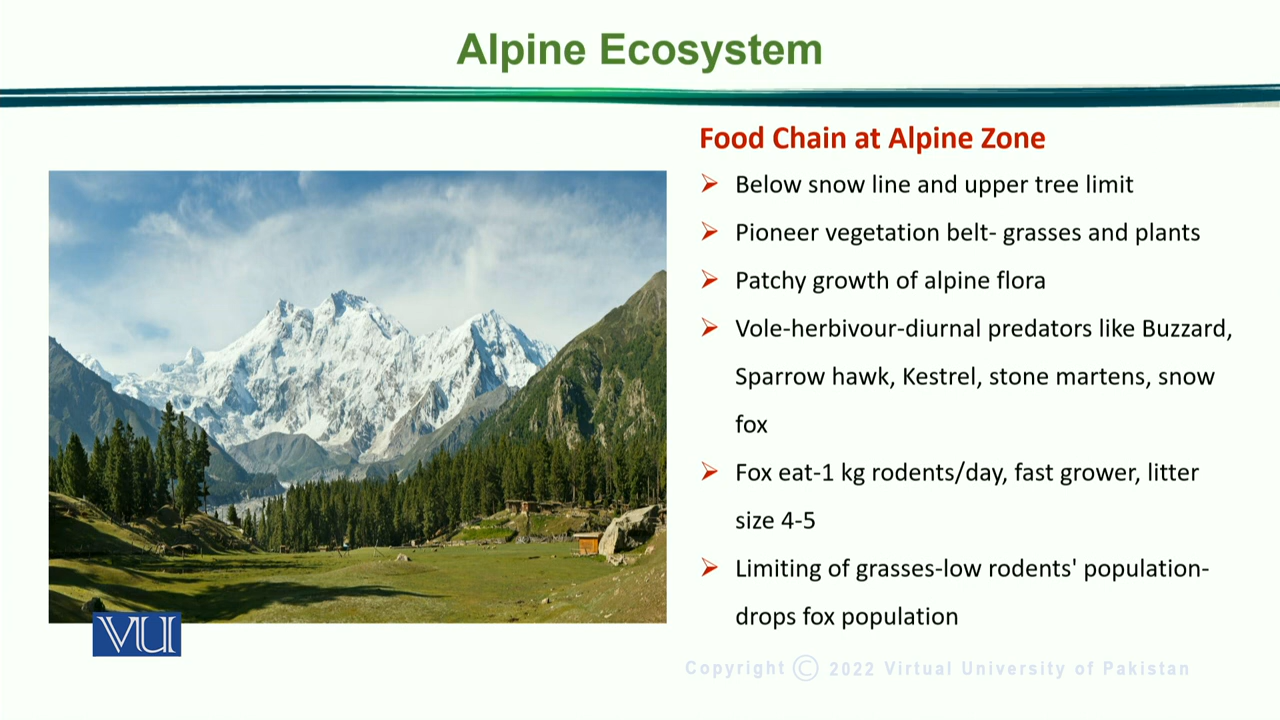 Alpine Ecosystem
Food Chain at Alpine Zone
➢ Below snow line and upper tree limit
➢ Pioneer vegetation belt- grasses and plants
➢ Patchy growth of alpine flora
➢ Vole-herbivour-diurnal predators like Buzzard,
Sparrow hawk, Kestrel, stone martens, snow
fox
➢ Fox eat-1 kg rodents/day, fast grower, litter
size 4-5
➢ Limiting of grasses-low rodents' population-
drops fox population
VU
Copyright © 2022 Virtual University of Pakistan